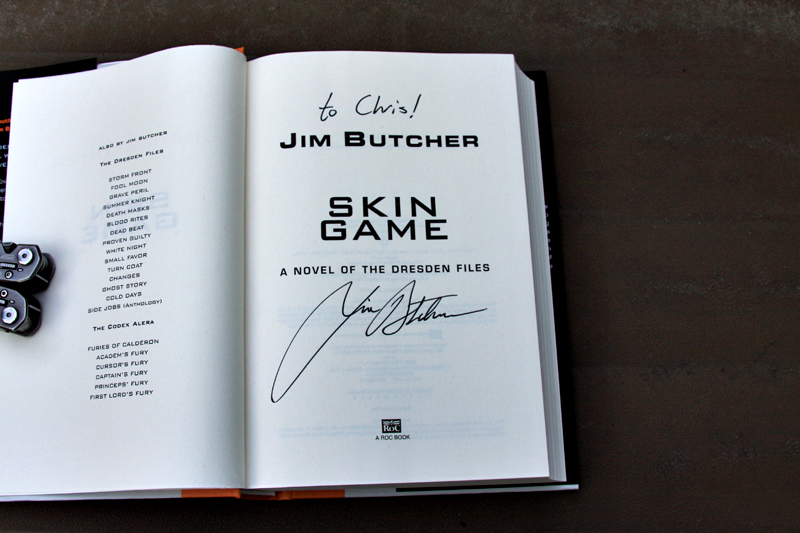 ALSO BY JIM BUTCHER
THE DRESDEN FILES
STORM FRONT
FOOL MOON
GRAVE PERIL
SUMMER KNIGHT
DEATH MASKS
BLOOD RITES
DEAD BEAT
PROVEN GUILTY
WHITE NIGHT
SMALL FAVOR
TURN COAT
CHANGES
GHOST STORY
COLD DAYS
SIDE JOBS (ANTHOLOGY)
THE CODEX ALERA
FURIES OF CALDERON
ACADEM'S FURY
CURSOR'S FURY
CAPTAIN'S FURY
PRINCEPS' FURY
FIRST LORD'S FURY
to Chris!
JIM BUTCHER
SKIN
GAME
A NOVEL OF THE DRESDEN FILES
Jim Butcher
ROC
A ROC BOOK